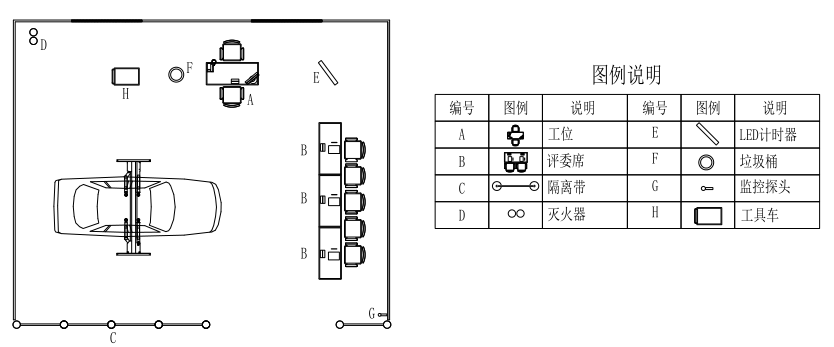 D
H
F
A
E
B
B
B
G
C
图例说明
编号 图例 说明 编号 图例 说明
A 工位 E LED计时器
B 评委席 F 垃圾桶
C 隔离带 G 监控探头
D 灭火器 H 工具车